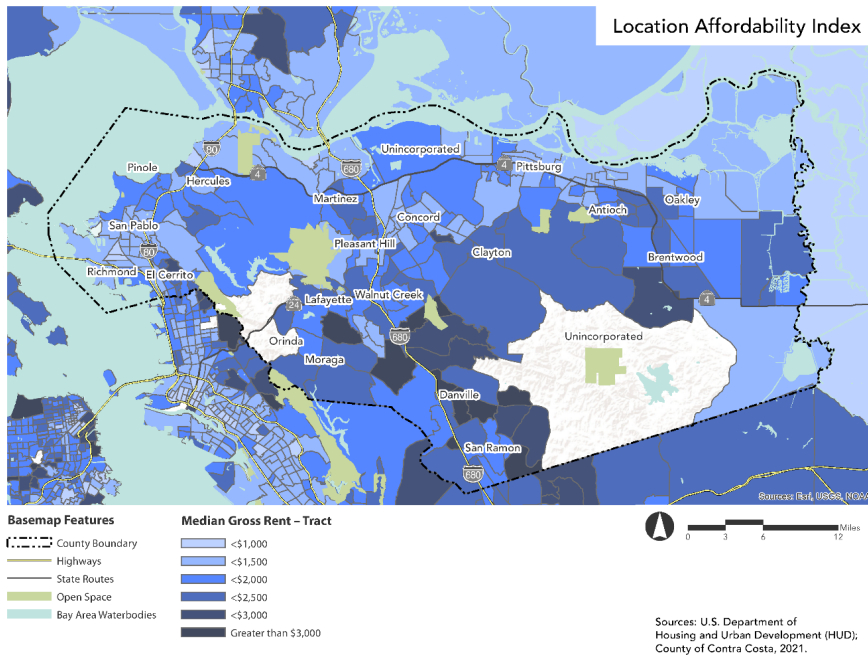 Location Affordability Index
80
Unincorporated
Pinole
4
680
4
Pittsburg
Hercules
Martinez
Oakley
Antioch
San Pablo
Concord
80
Pleasant Hill
Clayton
Brentwood
Richmond
El Cerrito
Lafayette
Walnut Creek
24
4
680
Unincorporated
Orinda
Moraga
Danville
San Ramon
680
Sources: Esri, USGS, NOAA
Basemap Features
County Boundary
Highways
State Routes
Open Space
Bay Area Waterbodies
Median Gross Rent – Tract
<$1,000
<$1,500
<$2,000
<$2,500
<$3,000
Greater than $3,000
Miles
0 3 6 12
Sources: U.S. Department of
Housing and Urban Development (HUD);
County of Contra Costa, 2021.